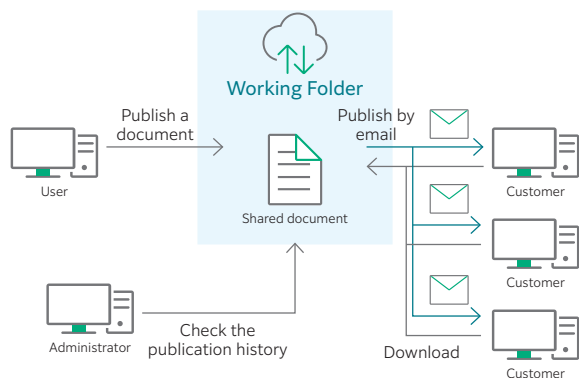 Working Folder
Publish a
document
Publish by
email
User
Shared document
Customer
Customer
Administrator
Check the
publication history
Download
Customer